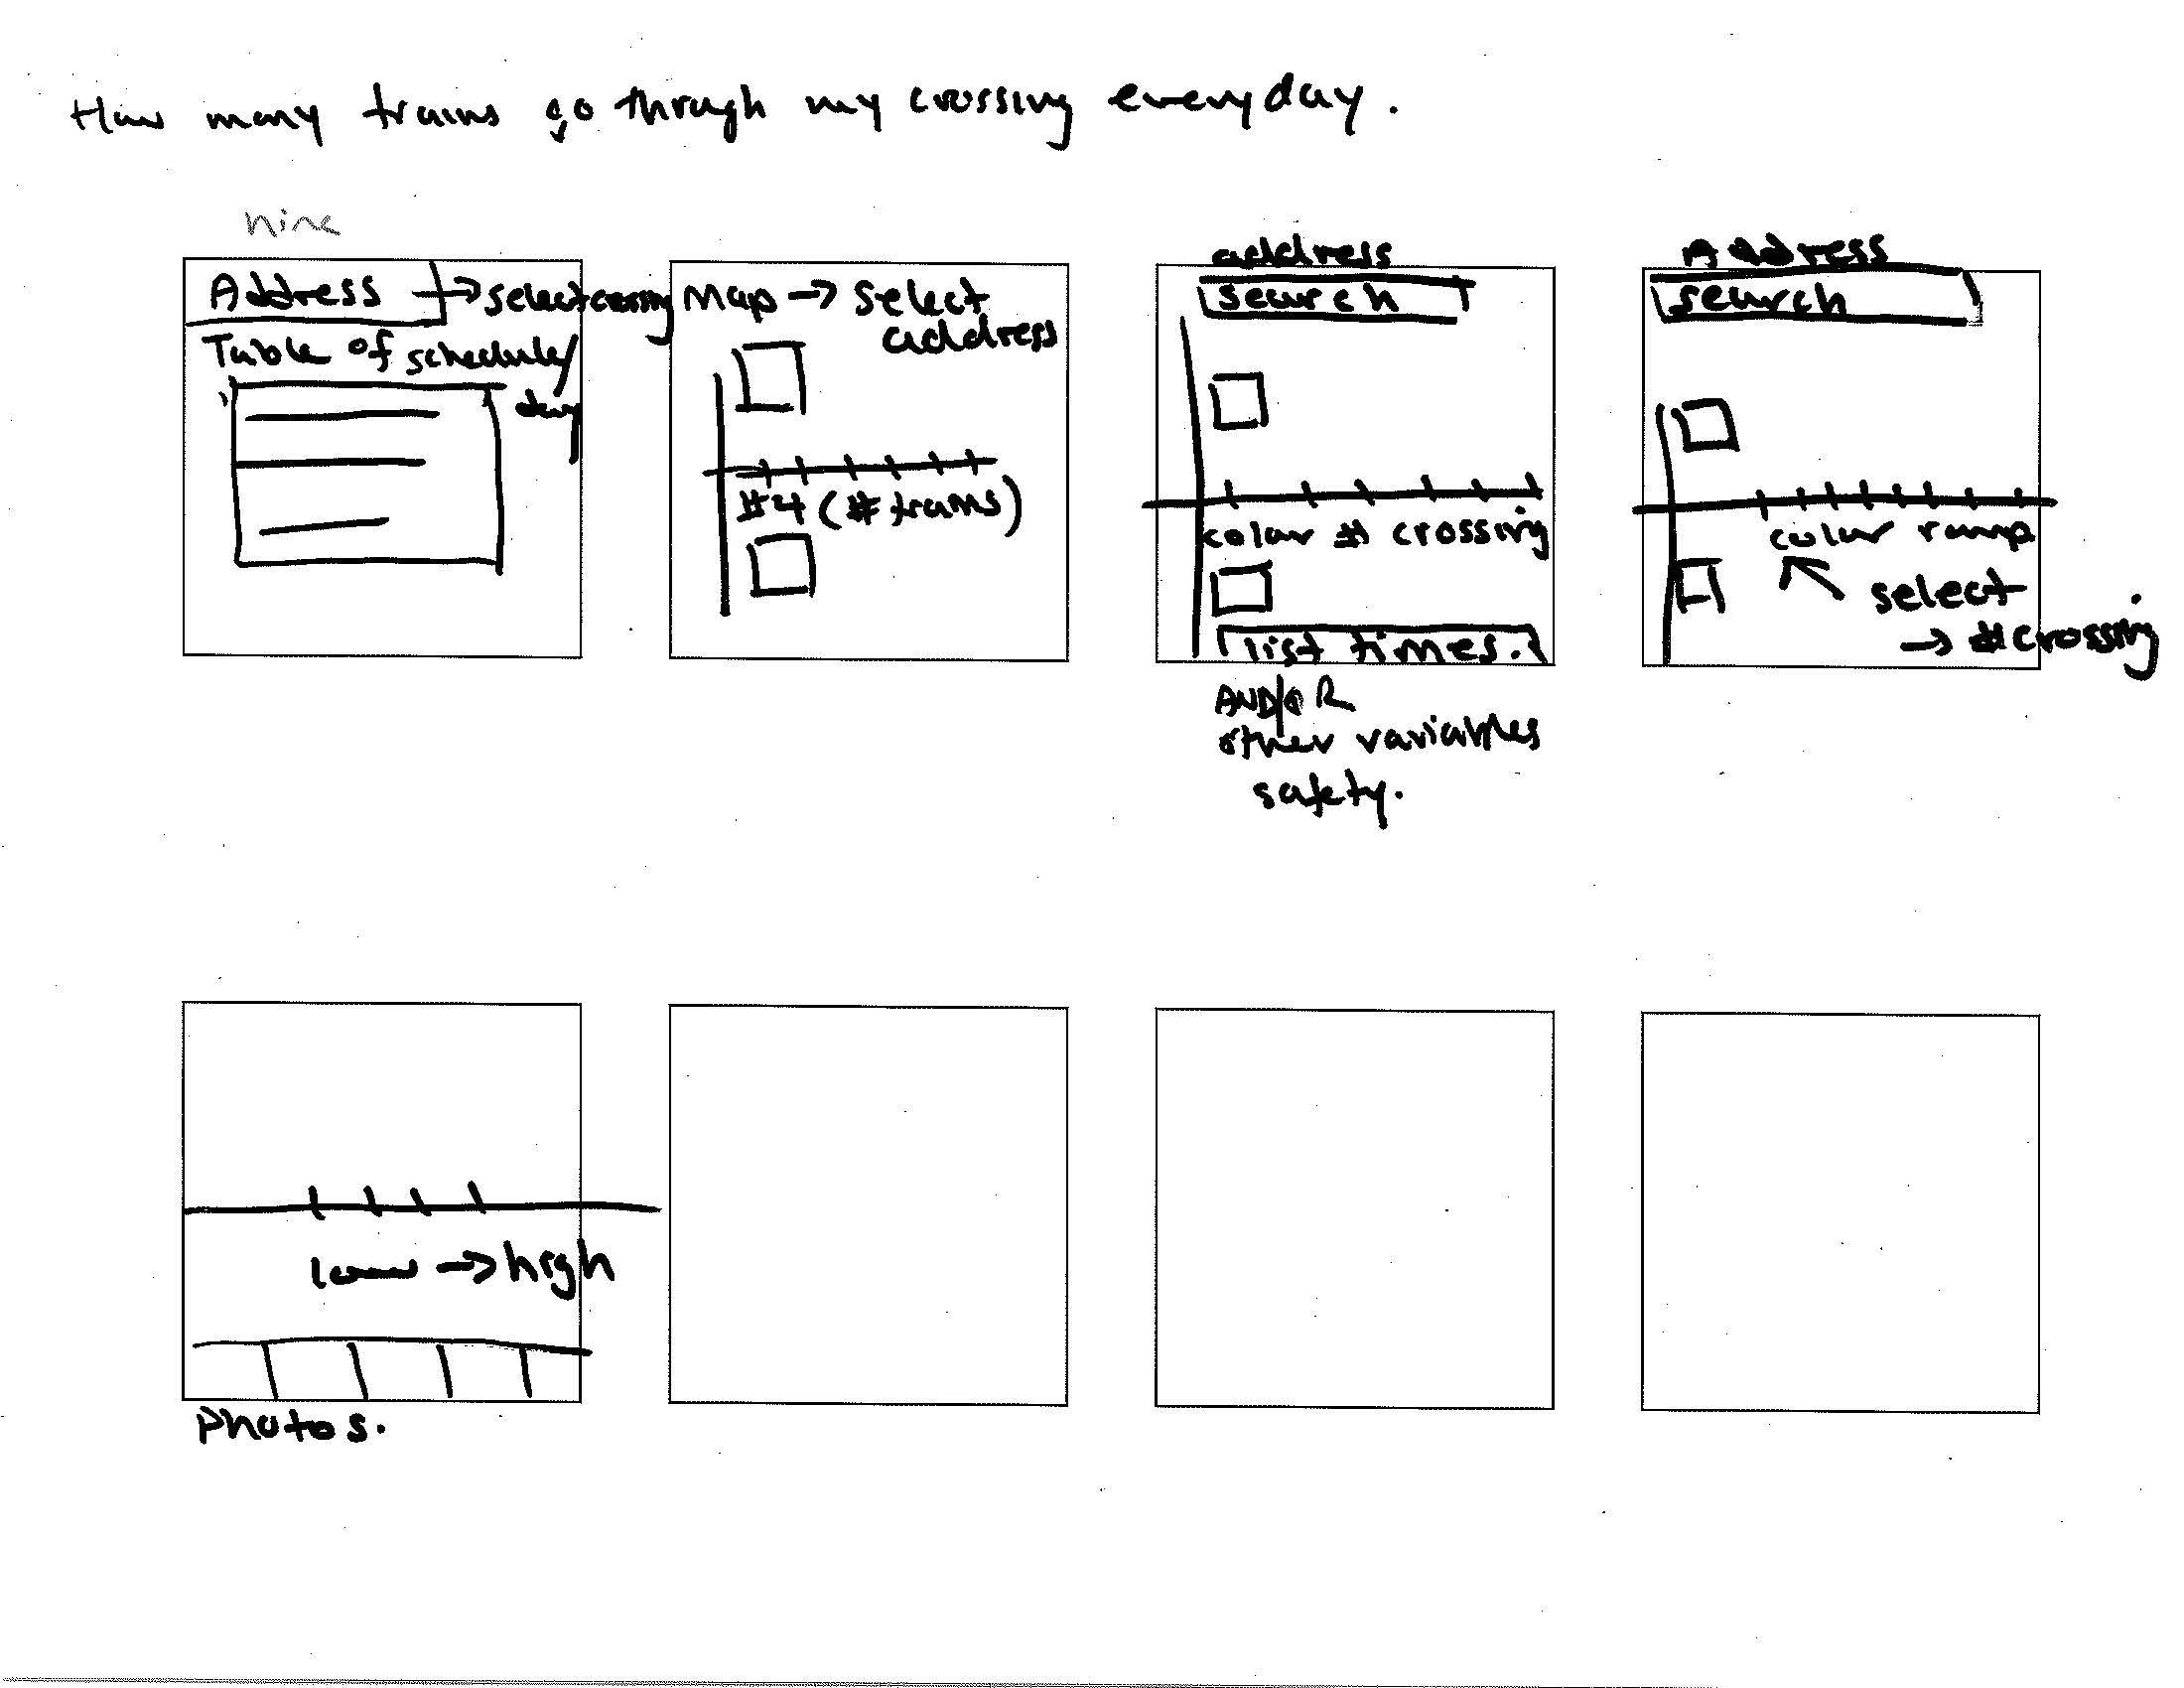 How many trains go through my crossing everyday.
nine
Address → select crossing
Table of schedule/
day
Map → select
address
#4 (# trains)
address
search
color # crossing
list times.
AND/OR
other variables
safety.
Address
search
color ramp
select
→ # crossing
low → high
Photos.